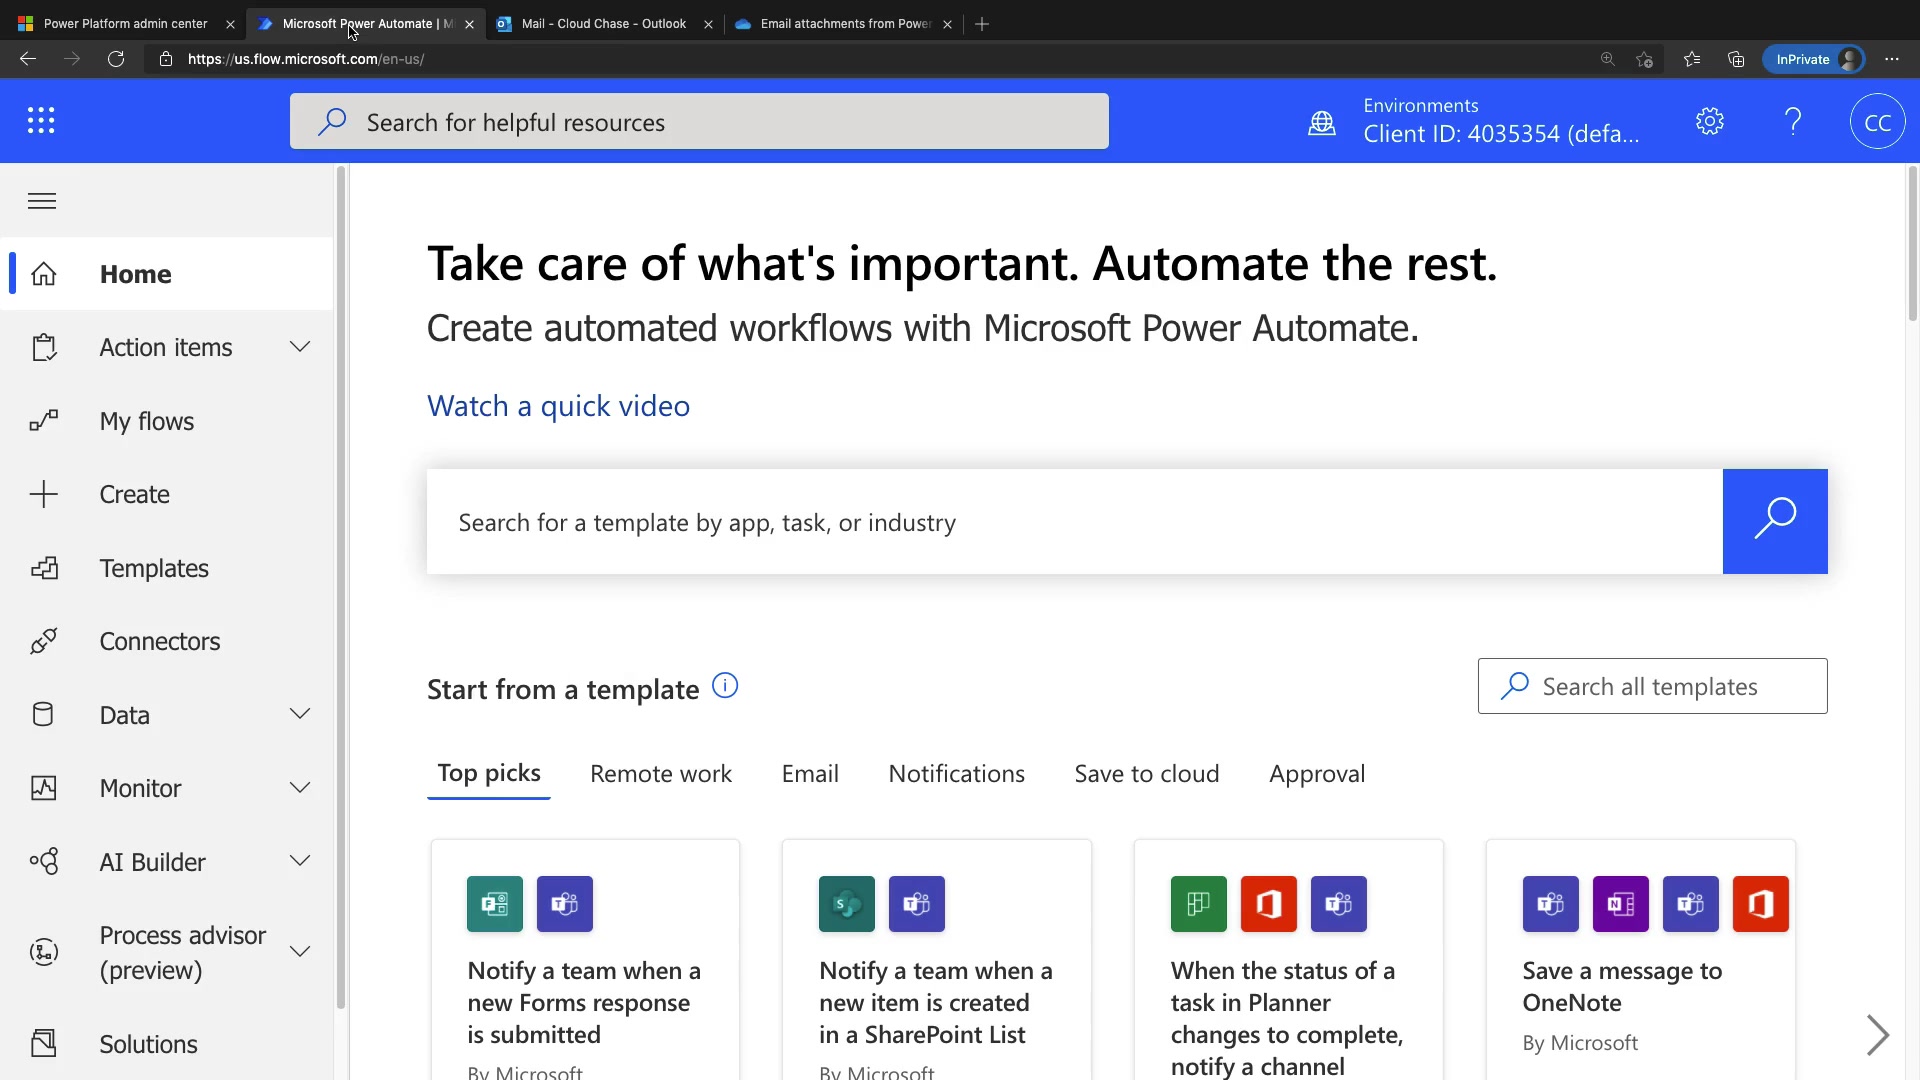 Power Platform admin center
Microsoft Power Automate | Mi
Mail - Cloud Chase - Outlook
Email attachments from Power
https://us.flow.microsoft.com/en-us/
InPrivate
Search for helpful resources
Environments
Client ID: 4035354 (defa...
?
CC
Home
Action items
My flows
Create
Templates
Connectors
Data
Monitor
AI Builder
Process advisor
(preview)
Solutions
Take care of what's important. Automate the rest.
Create automated workflows with Microsoft Power Automate.
Watch a quick video
Search for a template by app, task, or industry
Start from a template
Search all templates
Top picks
Remote work
Email
Notifications
Save to cloud
Approval
Notify a team when a
new Forms response
is submitted
By Microsoft
Notify a team when a
new item is created
in a SharePoint List
By Microsoft
When the status of a
task in Planner
changes to complete,
notify a channel
Save a message to
OneNote
By Microsoft